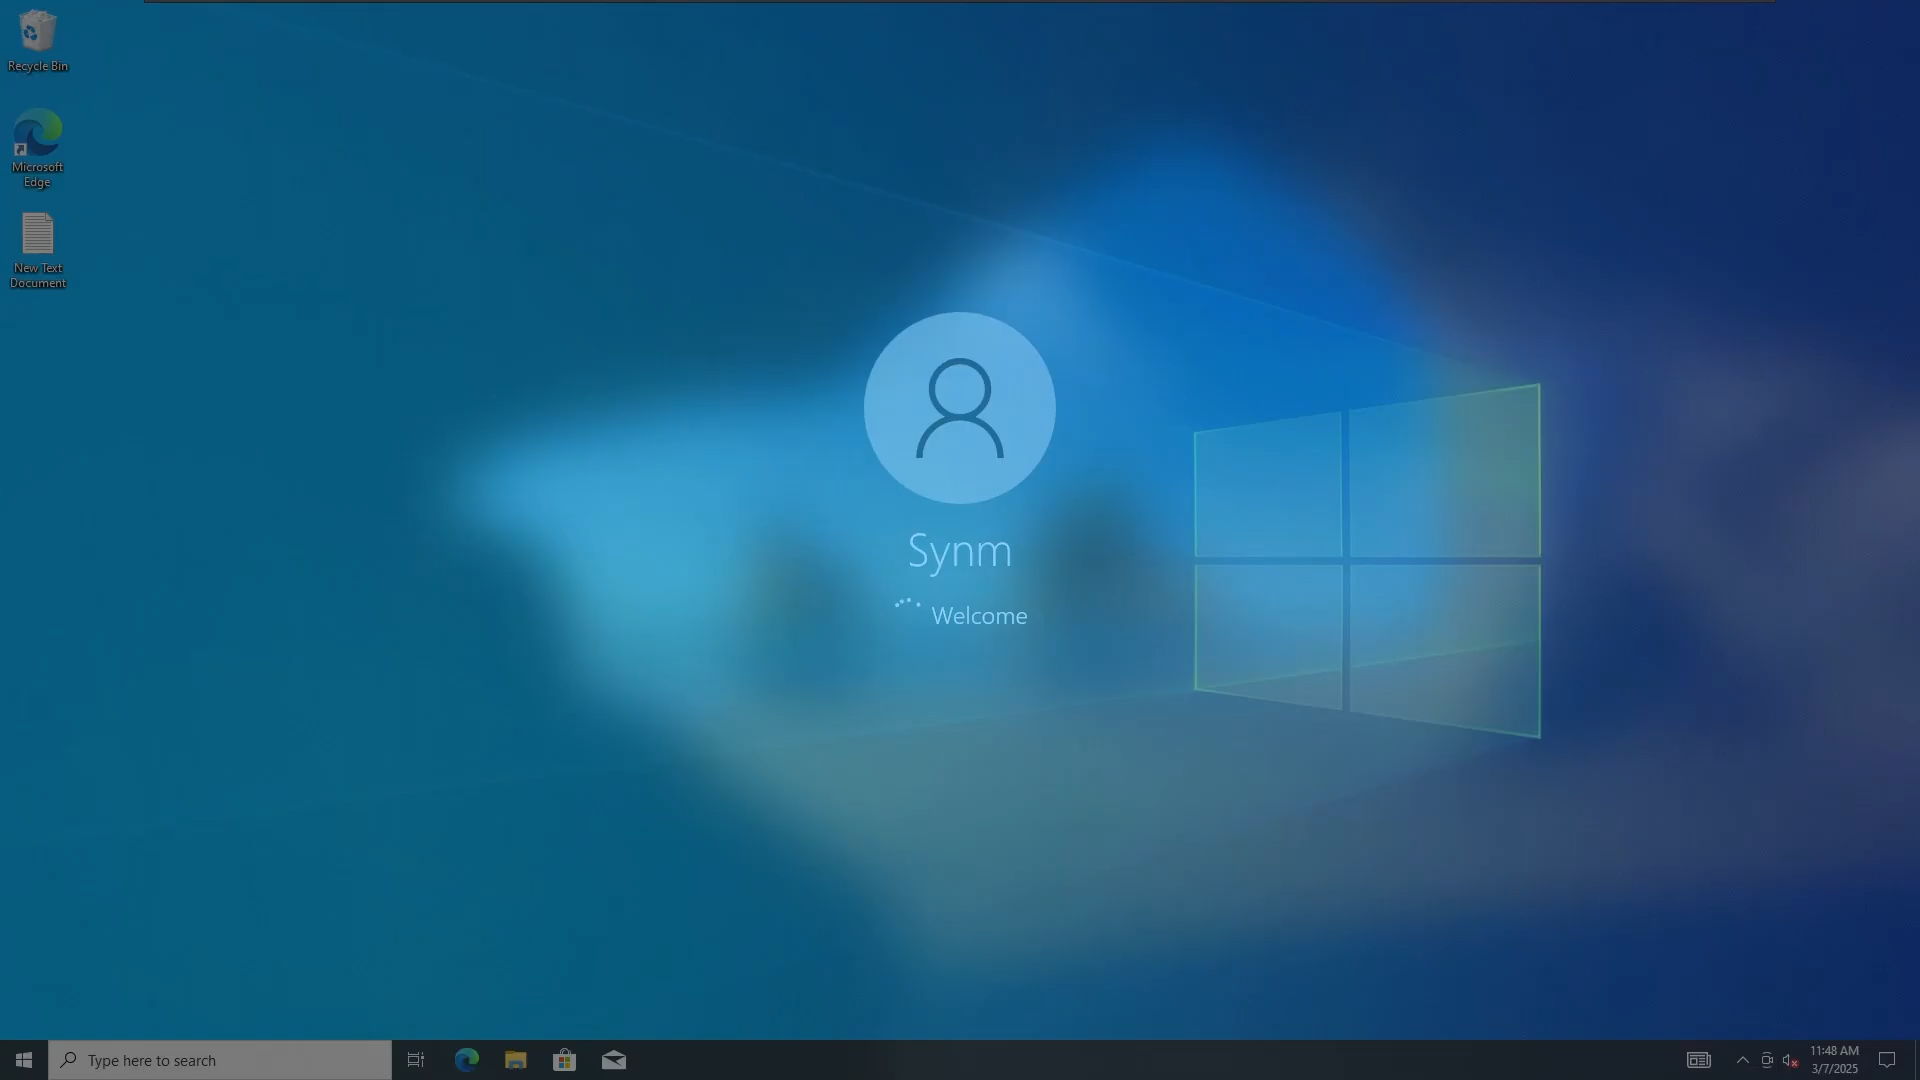 Recycle Bin
Microsoft
Edge
New Text
Document
Synm
Welcome
Type here to search
11:48 AM
3/7/2025